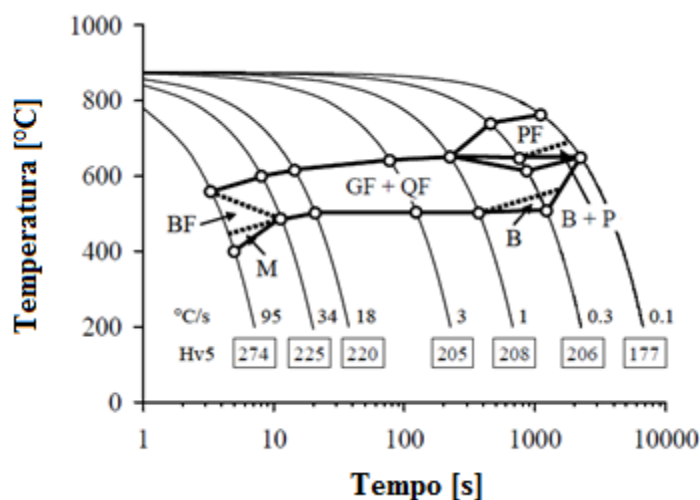 1000
800
600
400
200
0
Temperatura [°C]
PF
GF + QF
BF
B
B + P
M
°C/s 95 34 18 3 1 0.3 0.1
Hv5 274 225 220 205 208 206 177
1 10 100 1000 10000
Tempo [s]